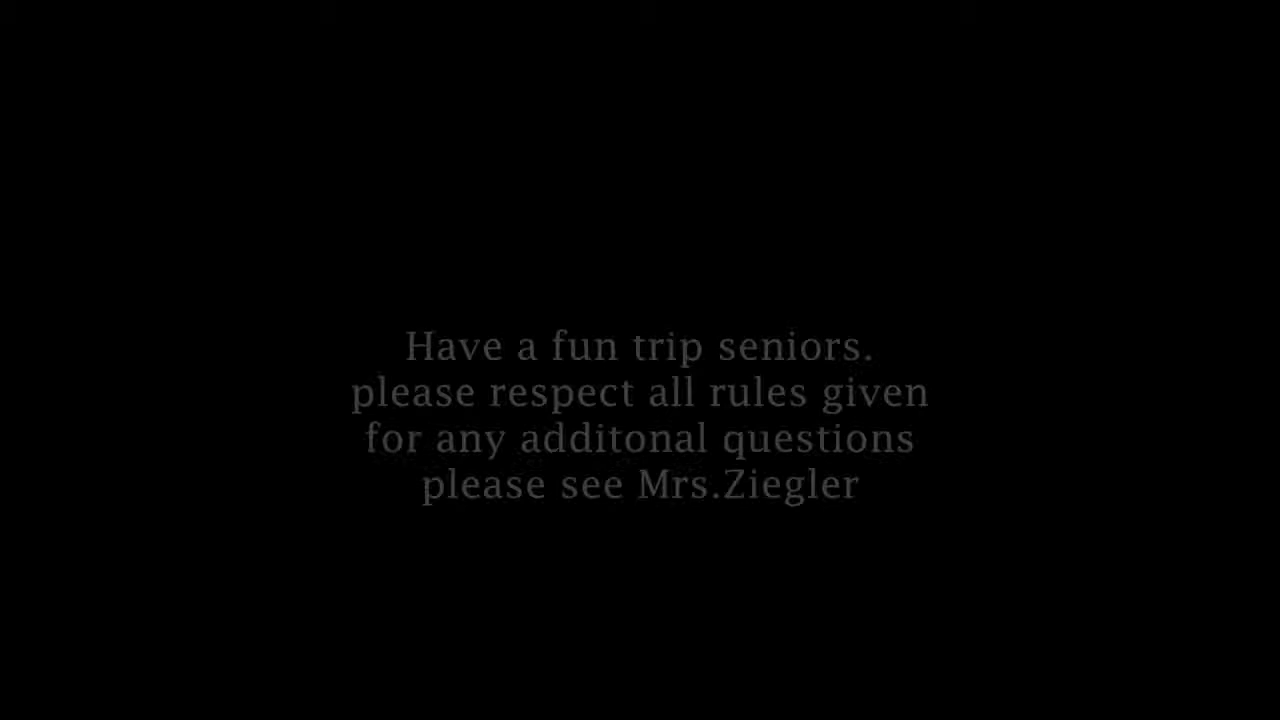 Have a fun trip seniors.
please respect all rules given
for any additonal questions
please see Mrs.Ziegler